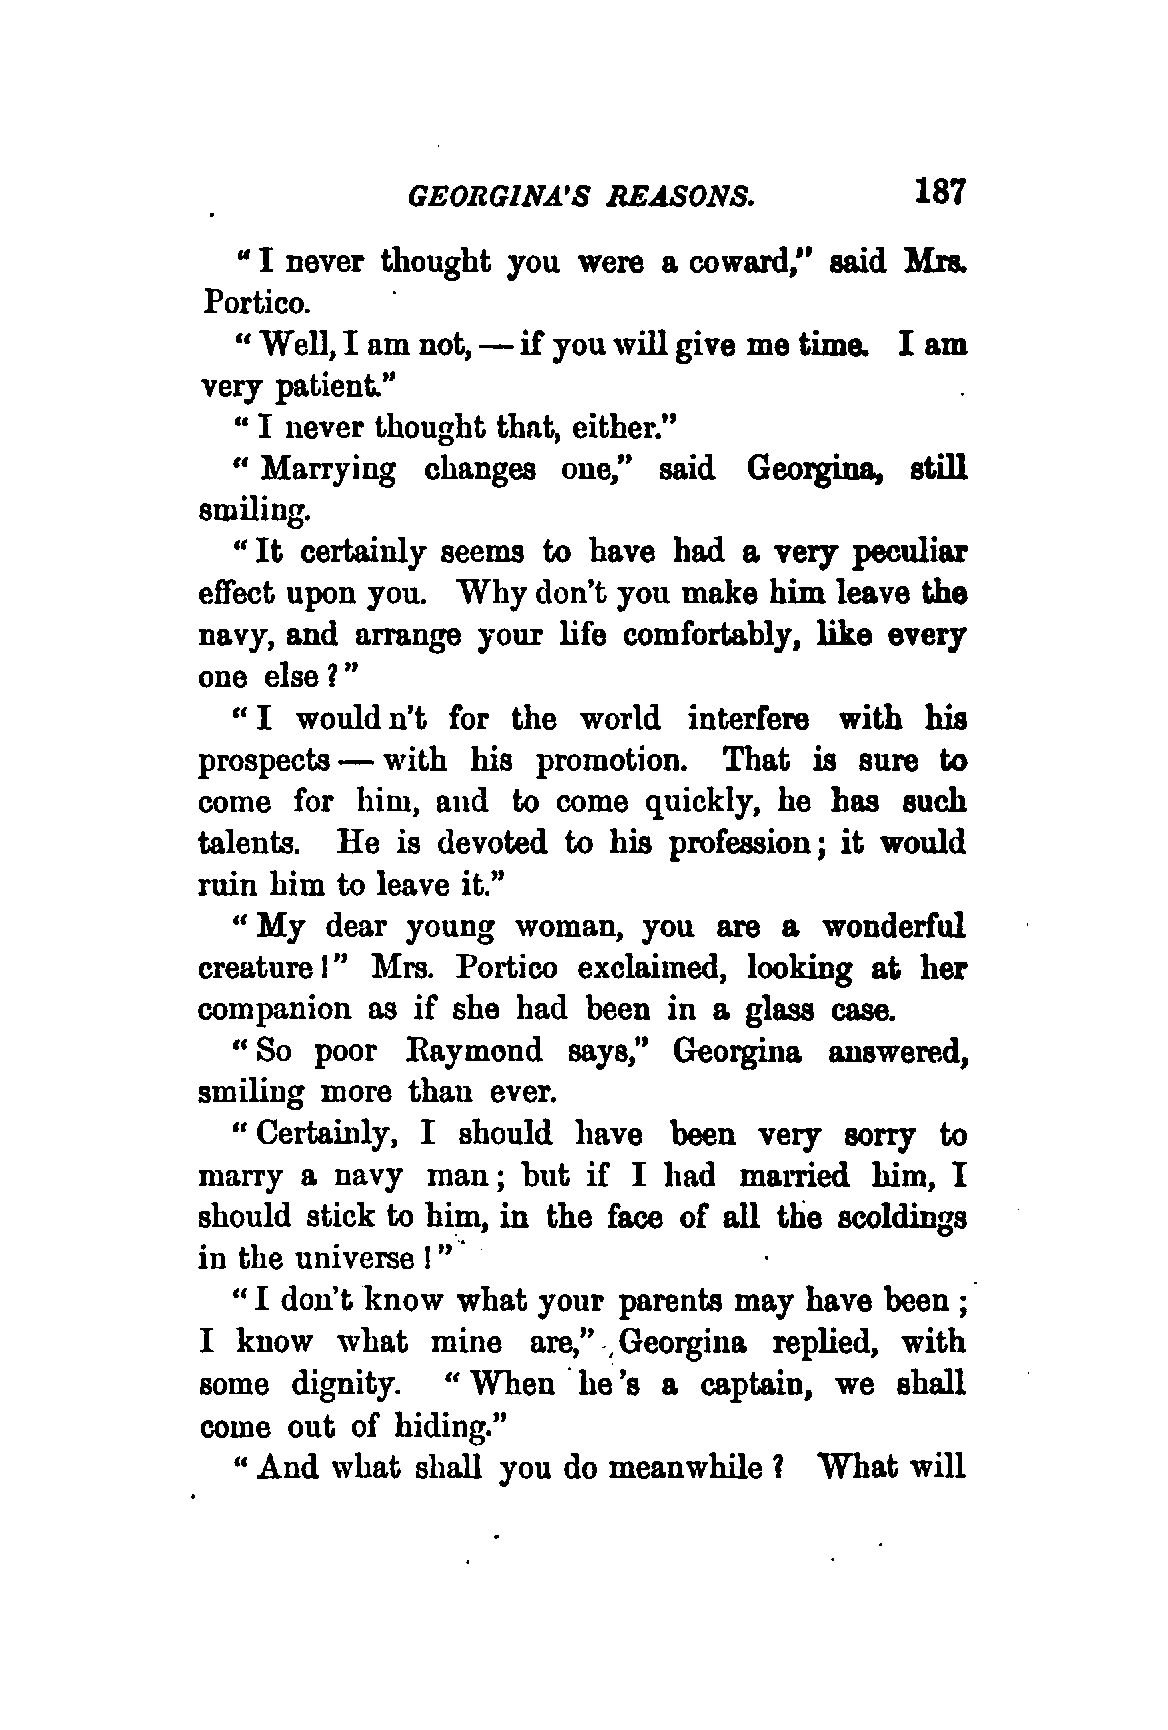 GEORGINA'S REASONS. 187
" I never thought you were a coward," said Mrs.
Portico.
" Well, I am not, — if you will give me time. I am
very patient."
" I never thought that, either."
" Marrying changes one," said Georgina, still
smiling.
" It certainly seems to have had a very peculiar
effect upon you. Why don't you make him leave the
navy, and arrange your life comfortably, like every
one else ? "
" I would n't for the world interfere with his
prospects — with his promotion. That is sure to
come for him, and to come quickly, he has such
talents. He is devoted to his profession ; it would
ruin him to leave it."
" My dear young woman, you are a wonderful
creature ! " Mrs. Portico exclaimed, looking at her
companion as if she had been in a glass case.
" So poor Raymond says," Georgina answered,
smiling more than ever.
" Certainly, I should have been very sorry to
marry a navy man ; but if I had married him, I
should stick to him, in the face of all the scoldings
in the universe ! "
" I don't know what your parents may have been ;
I know what mine are," Georgina replied, with
some dignity. " When he 's a captain, we shall
come out of hiding."
" And what shall you do meanwhile ? What will